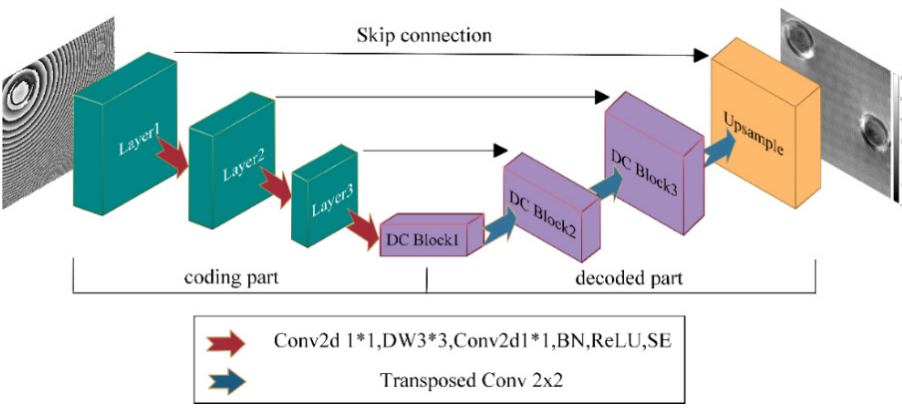 Skip connection
Layer1
Layer2
Layer3
DC Block1
DC Block2
DC Block3
Upsample
coding part
decoded part
Conv2d 1*1,DW3*3,Conv2d1*1,BN,ReLU,SE
Transposed Conv 2x2